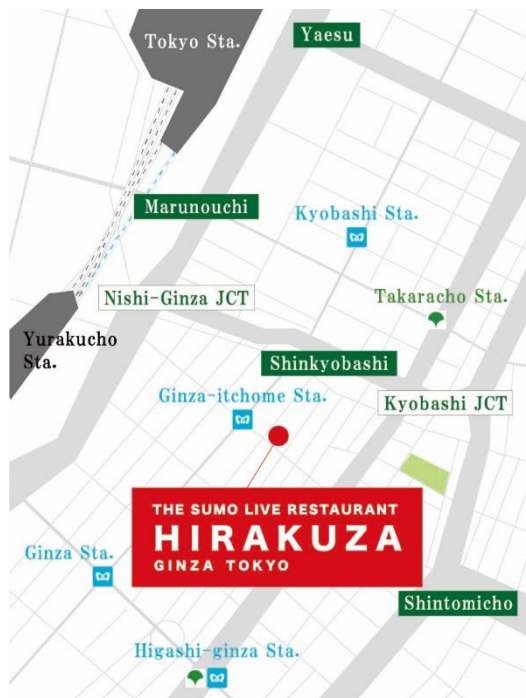 Tokyo Sta.
Yaesu
Marunouchi
Kyobashi Sta.
Nishi-Ginza JCT
Takaracho Sta.
Yurakucho
Sta.
Shinkyobashi
Ginza-itchome Sta.
Kyobashi JCT
THE SUMO LIVE RESTAURANT
HIRAKUZA
GINZA TOKYO
Ginza Sta.
Shintomicho
Higashi-ginza Sta.